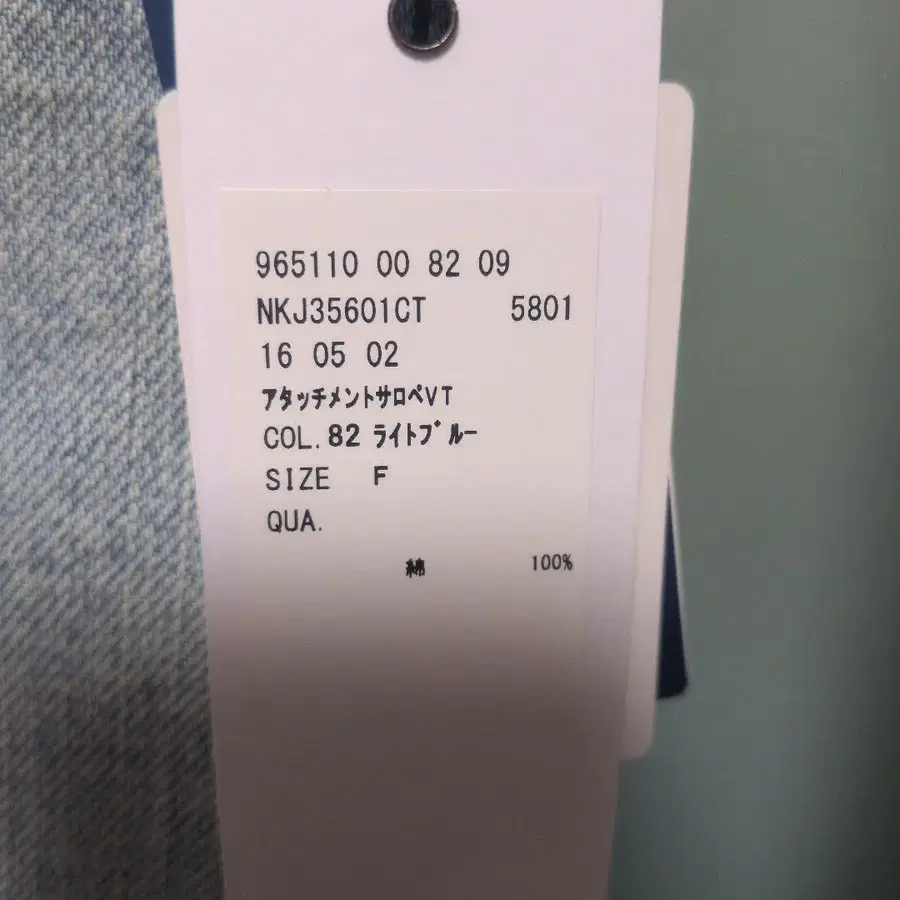 965110 00 82 09
NKJ35601CT 5801
16 05 02
アタッチメントサロペVT
COL. 82 ライトブルー
SIZE F
QUA.
綿 100%